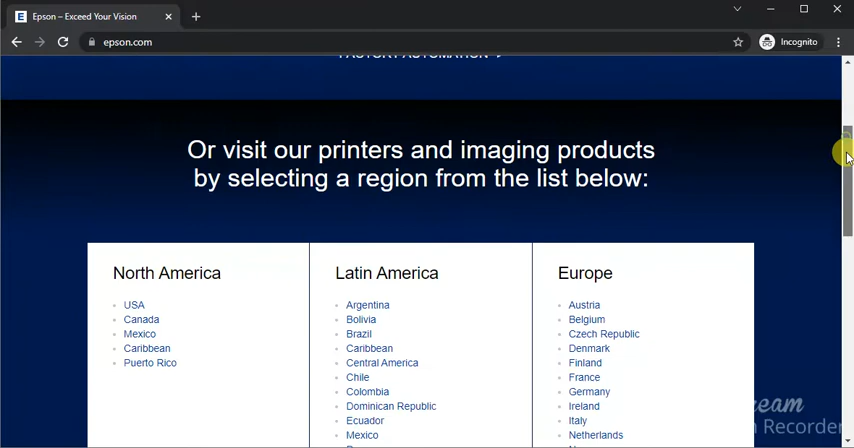 Epson – Exceed Your Vision
epson.com
Incognito
FACTORY AUTOMATION
Or visit our printers and imaging products
by selecting a region from the list below:
North America
USA
Canada
Mexico
Caribbean
Puerto Rico
Latin America
Argentina
Bolivia
Brazil
Caribbean
Central America
Chile
Colombia
Dominican Republic
Ecuador
Mexico
Europe
Austria
Belgium
Czech Republic
Denmark
Finland
France
Germany
Ireland
Italy
Netherlands
Recorder